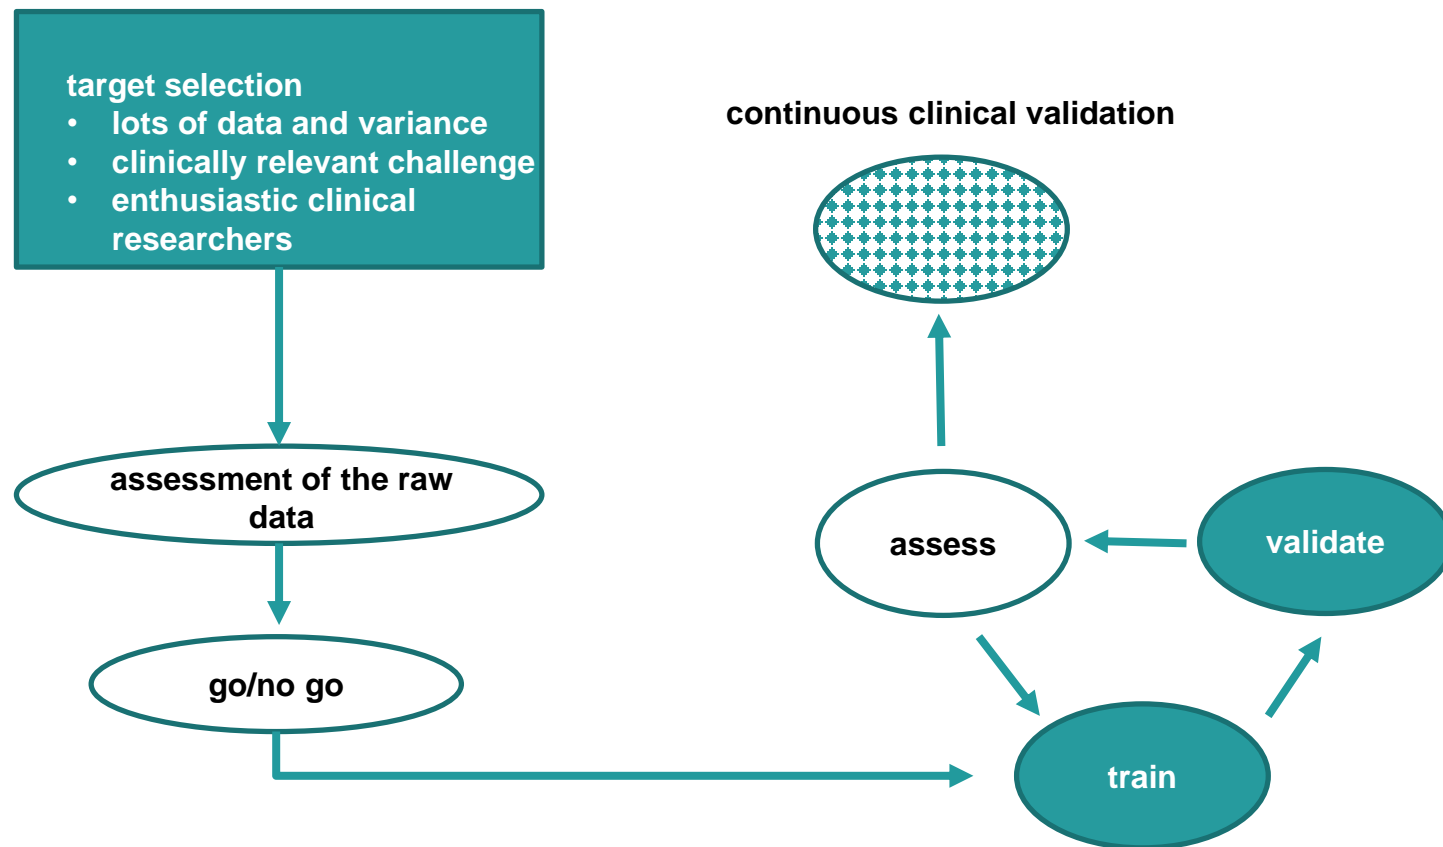 target selection
• lots of data and variance
• clinically relevant challenge
• enthusiastic clinical
researchers
continuous clinical validation
assessment of the raw
data
assess
validate
go/no go
train